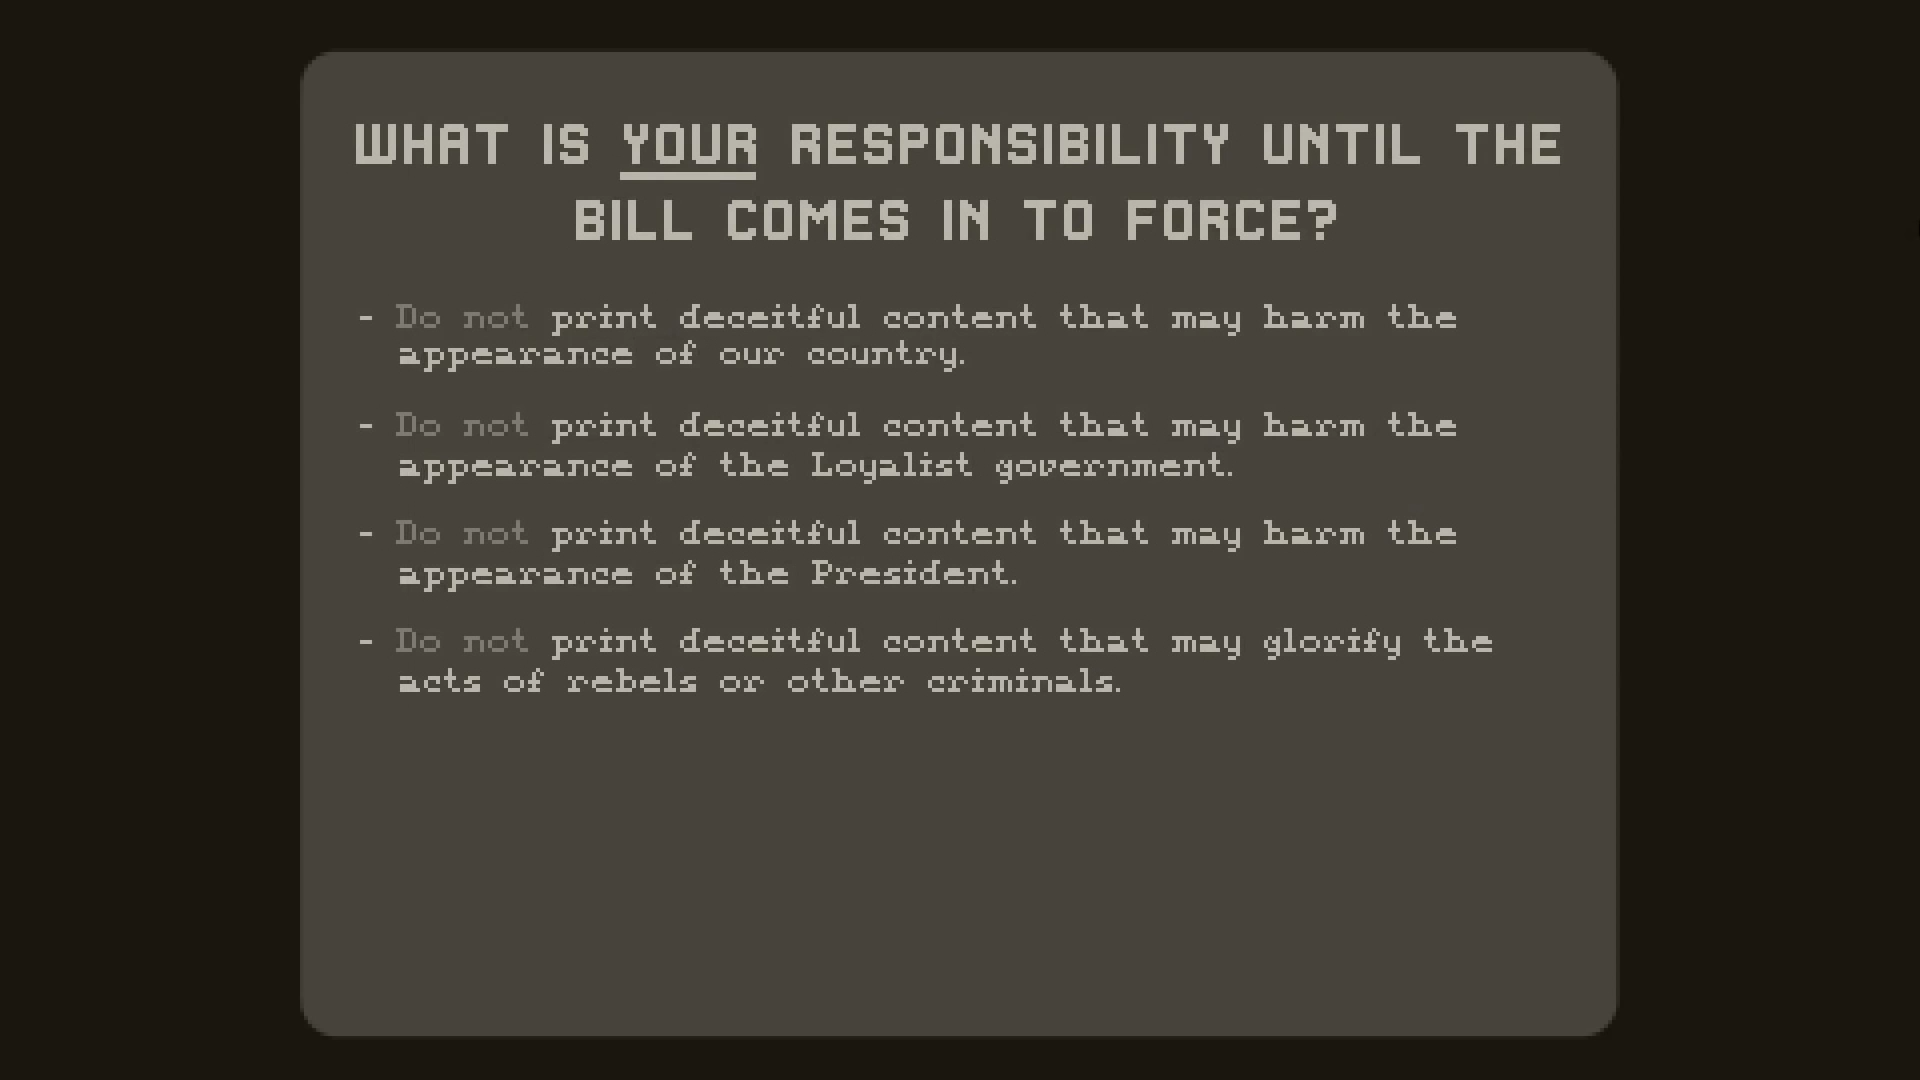 WHAT IS YOUR RESPONSIBILITY UNTIL THE
BILL COMES IN TO FORCE?
- Do not print deceitful content that may harm the
appearance of our country.
- Do not print deceitful content that may harm the
appearance of the Loyalist government.
- Do not print deceitful content that may harm the
appearance of the President.
- Do not print deceitful content that may glorify the
acts of rebels or other criminals.